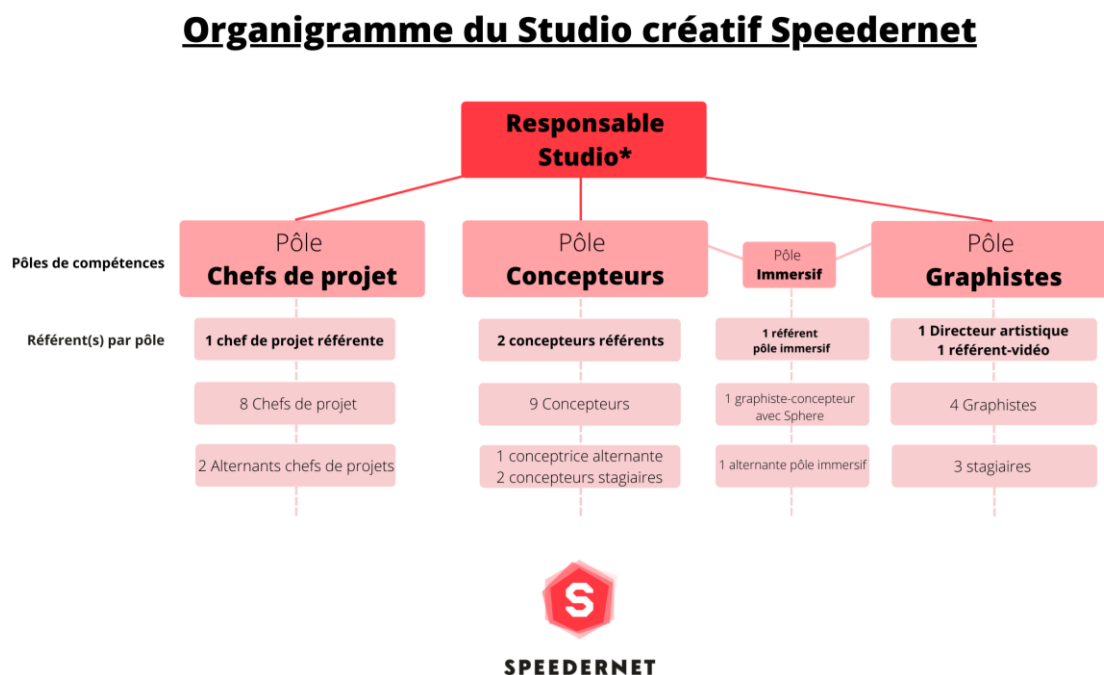 Organigramme du Studio créatif Speedernet
Responsable
Studio*
Pôles de compétences
Pôle
Chefs de projet
Pôle
Concepteurs
Pôle
Immersif
Pôle
Graphistes
Référent(s) par pôle
1 chef de projet référente
2 concepteurs référents
1 référent
pôle immersif
1 Directeur artistique
1 référent-vidéo
8 Chefs de projet
9 Concepteurs
1 graphiste-concepteur
avec Sphere
4 Graphistes
2 Alternants chefs de projets
1 conceptrice alternante
2 concepteurs stagiaires
1 alternante pôle immersif
3 stagiaires
S
SPEEDERNET